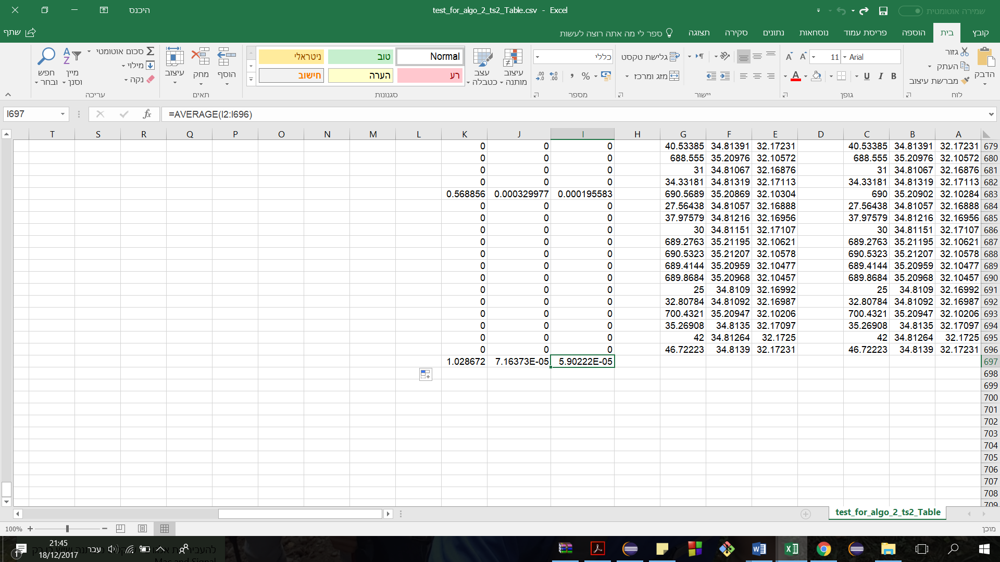 היכנס
test_for_algo_2_ts2_Table.csv - Excel
שמירה אוטומטית
קובץ בית הוספה פריסת עמוד נוסחאות נתונים סקירה תצוגה ספר לי מה אתה רוצה לעשות
שתף
הדבק
גזור
העתק
מברשת עיצוב
לוח
Arial 11
B I U
גופן
גלישת טקסט
מזג ומרכז
יישור
כללי
%
מספר
עיצוב מותנה
עצב כטבלה
Normal טוב ניטראלי
רע הערה חישוב
סגנונות
הוסף מחק עיצוב
תאים
סכום אוטומטי
מילוי
נקה
מיין וסנן
חפש ובחר
עריכה
I697
fx
=AVERAGE(I2:I696)
T S R Q P O N M L K J I H G F E D C B A
0 0 0 40.53385 34.81391 32.17231 40.53385 34.81391 32.17231 679
0 0 0 688.555 35.20976 32.10572 688.555 35.20976 32.10572 680
0 0 0 31 34.81067 32.16876 31 34.81067 32.16876 681
0 0 0 34.33181 34.81319 32.17113 34.33181 34.81319 32.17113 682
0.568856 0.000329977 0.000195583 690.5689 35.20869 32.10304 690 35.20902 32.10284 683
0 0 0 27.56438 34.81057 32.16888 27.56438 34.81057 32.16888 684
0 0 0 37.97579 34.81216 32.16956 37.97579 34.81216 32.16956 685
0 0 0 30 34.81151 32.17107 30 34.81151 32.17107 686
0 0 0 689.2763 35.21195 32.10621 689.2763 35.21195 32.10621 687
0 0 0 690.5323 35.21207 32.10578 690.5323 35.21207 32.10578 688
0 0 0 689.4144 35.20959 32.10477 689.4144 35.20959 32.10477 689
0 0 0 689.8684 35.20968 32.10457 689.8684 35.20968 32.10457 690
0 0 0 25 34.8109 32.16992 25 34.8109 32.16992 691
0 0 0 32.80784 34.81092 32.16987 32.80784 34.81092 32.16987 692
0 0 0 700.4321 35.20947 32.10206 700.4321 35.20947 32.10206 693
0 0 0 35.26908 34.8135 32.17097 35.26908 34.8135 32.17097 694
0 0 0 42 34.81264 32.1725 42 34.81264 32.1725 695
0 0 0 46.72223 34.8139 32.17231 46.72223 34.8139 32.17231 696
1.028672 7.16373E-05 5.90222E-05 697
698
699
700
701
702
703
704
705
706
707
708
709
test_for_algo_2_ts2_Table
100%
מוכן
21:45
18/12/2017
עבר
1